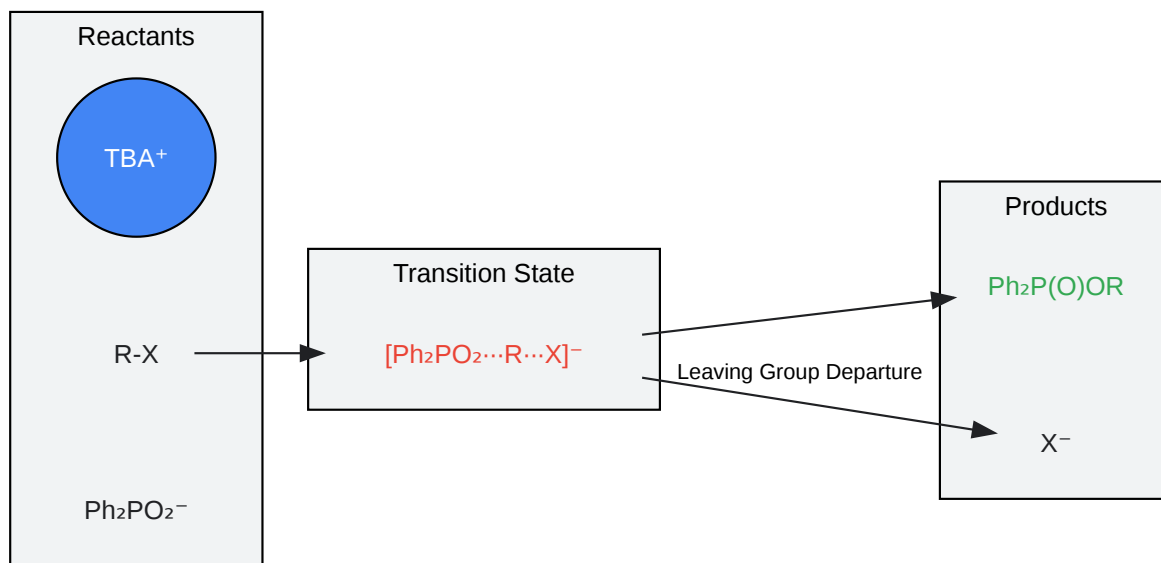 Reactants
TBA⁺
R-X
Ph₂PO₂⁻
Transition State
[Ph₂PO₂···R···X]⁻
Leaving Group Departure
Products
Ph₂P(O)OR
X⁻